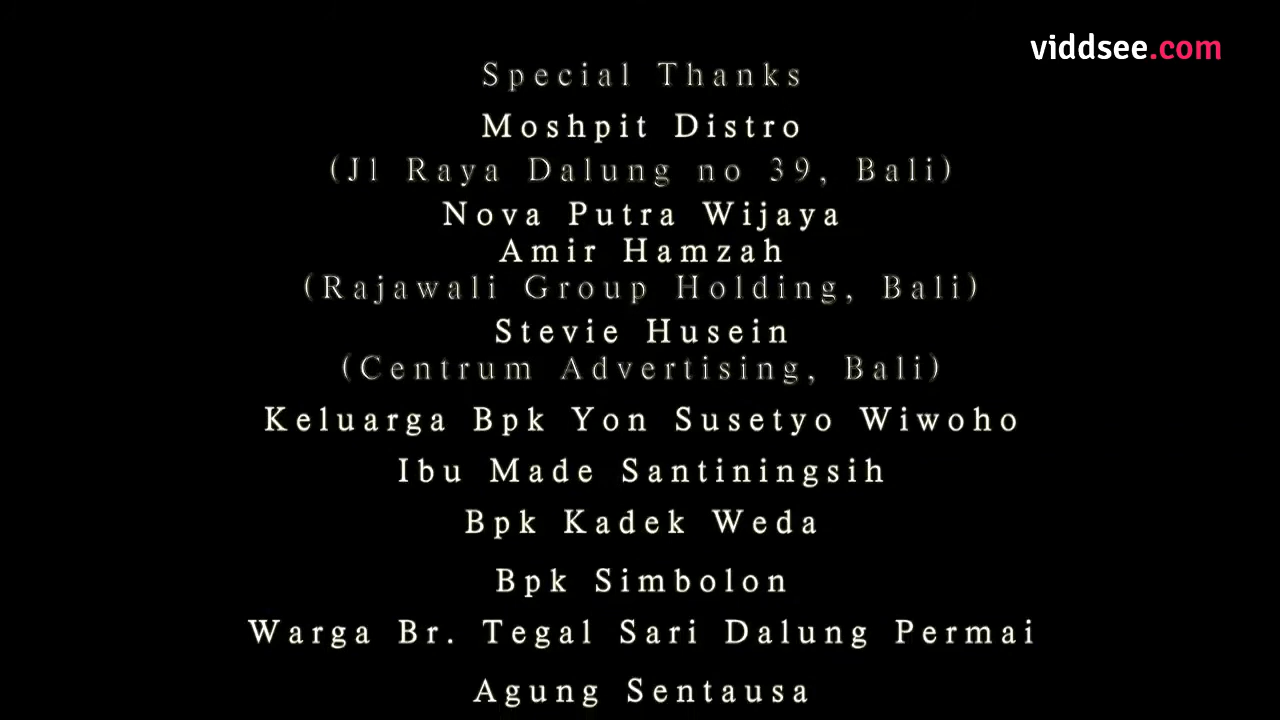 viddsee.com
Special Thanks
Moshpit Distro
(Jl Raya Dalung no 39, Bali)
Nova Putra Wijaya
Amir Hamzah
(Rajawali Group Holding, Bali)
Stevie Husein
(Centrum Advertising, Bali)
Keluarga Bpk Yon Susetyo Wiwoho
Ibu Made Santiningsih
Bpk Kadek Weda
Bpk Simbolon
Warga Br. Tegal Sari Dalung Permai
Agung Sentausa